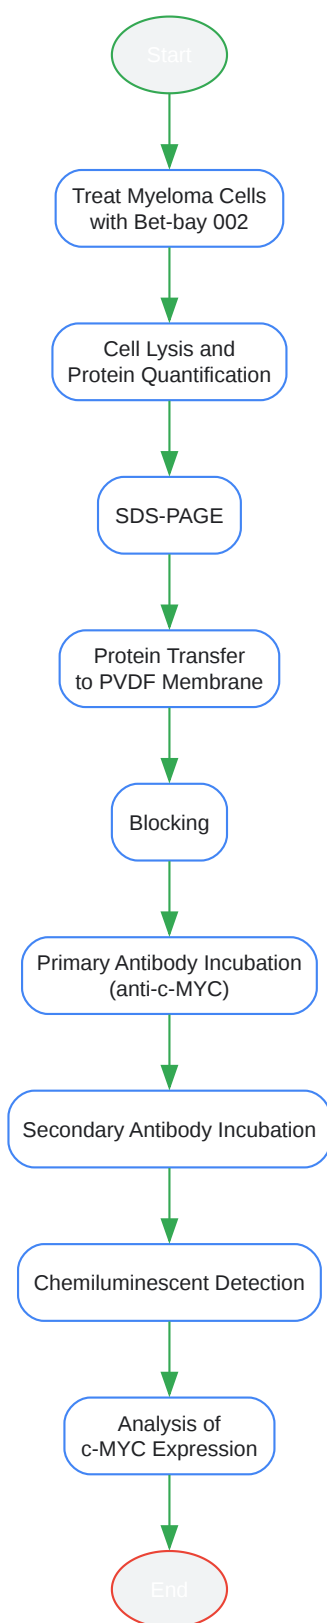 Start
Treat Myeloma Cells
with Bet-bay 002
Cell Lysis and
Protein Quantification
SDS-PAGE
Protein Transfer
to PVDF Membrane
Blocking
Primary Antibody Incubation
(anti-c-MYC)
Secondary Antibody Incubation
Chemiluminescent Detection
Analysis of
c-MYC Expression
End